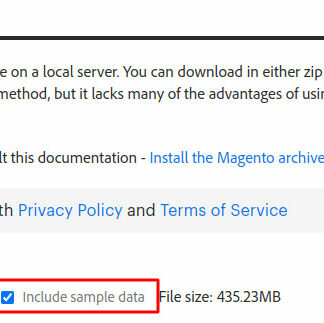 e on a local server. You can download in either zip
method, but it lacks many of the advantages of usi
lt this documentation - Install the Magento archive
th Privacy Policy and Terms of Service
Include sample data File size: 435.23MB